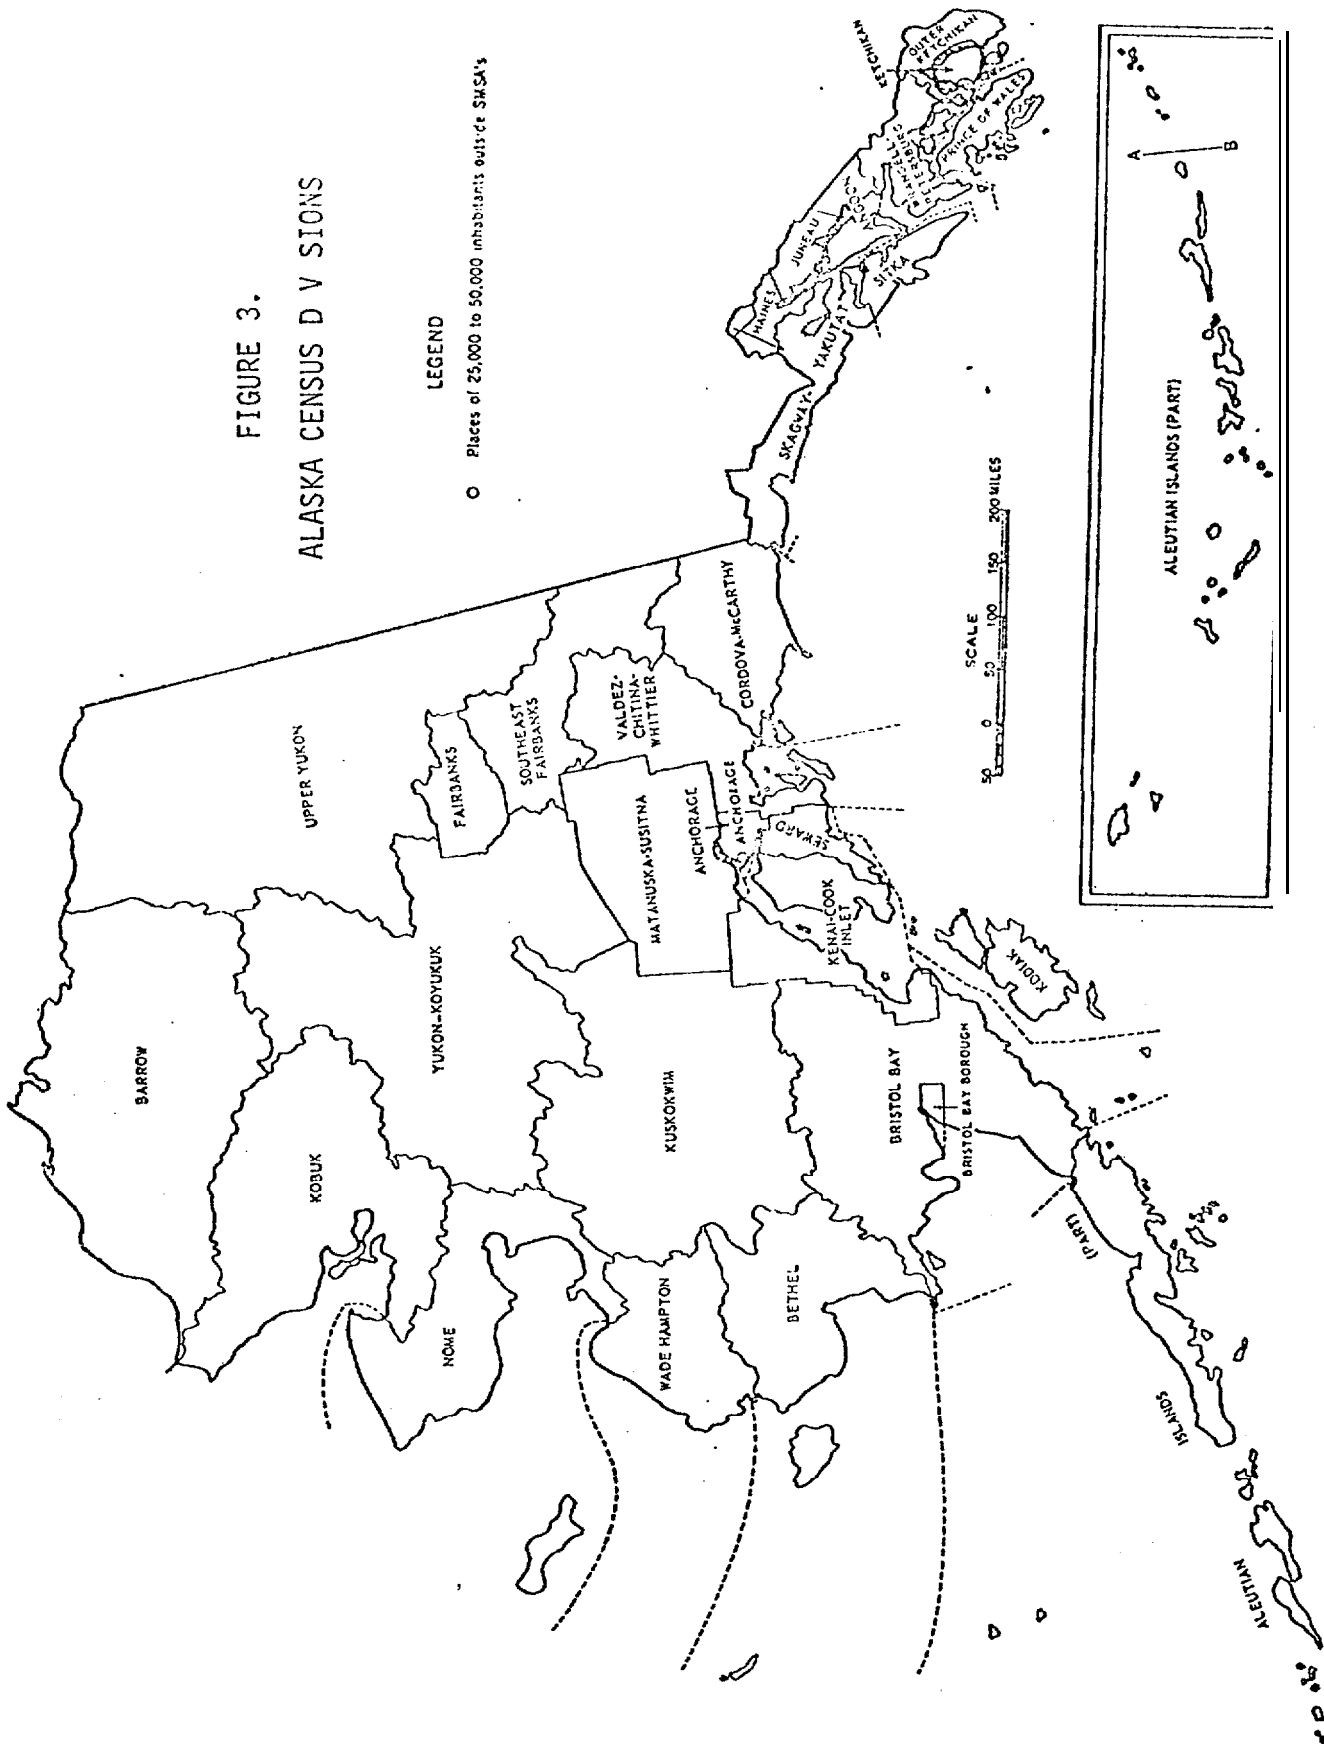 FIGURE 3.
ALASKA CENSUS D V SIONS
LEGEND
O Places of 25,000 to 50,000 inhabitants outside SMSA's
BARROW
KOBUK
NOME
UPPER YUKON
YUKON-KOYUKUK
FAIRBANKS
SOUTHEAST
FAIRBANKS
WADE HAMPTON
KUSKOKWIM
BETHEL
MATANUSKA-SUSITNA
VALDEZ-
CHITINA-
WHITTIER
CORDOVA-McCARTHY
ANCHORAGE
ANCHORAGE
SEWARD
KENAI-COOK
INLET
BRISTOL BAY
BRISTOL BAY BOROUGH
KODIAK
ALEUTIAN
ISLANDS
(PART)
SKAGWAY-
YAKUTAT
HAINES
JUNEAU
ANGOON
SITKA
WRANGELL-
PETERSBURG
PRINCE OF WALES
KETCHIKAN
OUTER
KETCHIKAN
SCALE
50 0 50 100 150 200 MILES
A
B
ALEUTIAN ISLANDS (PART)